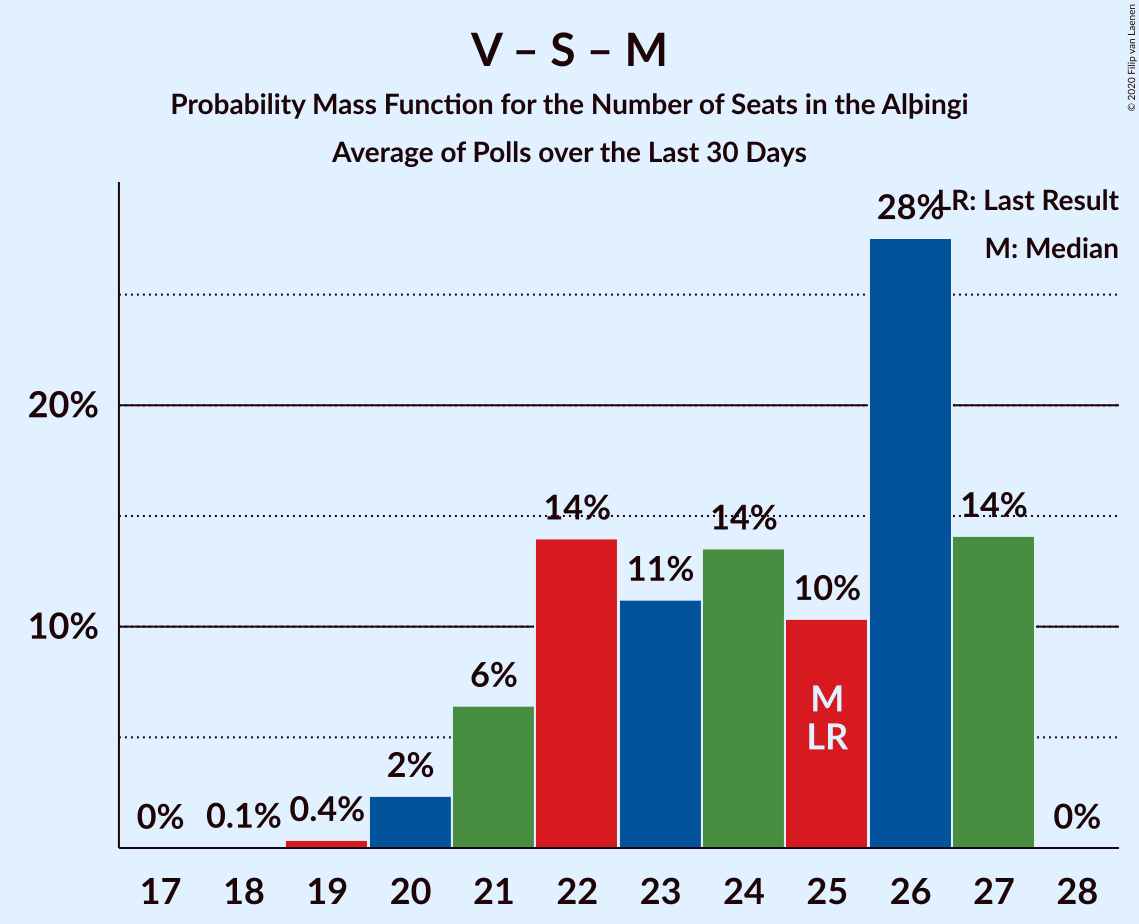 V – S – M
Probability Mass Function for the Number of Seats in the Alþingi
Average of Polls over the Last 30 Days
© 2020 Filip van Laenen
LR: Last Result
M: Median
20%
10%
0%
0.1%
0.4%
2%
6%
14%
11%
14%
10%
28%
14%
0%
M
LR
17 18 19 20 21 22 23 24 25 26 27 28